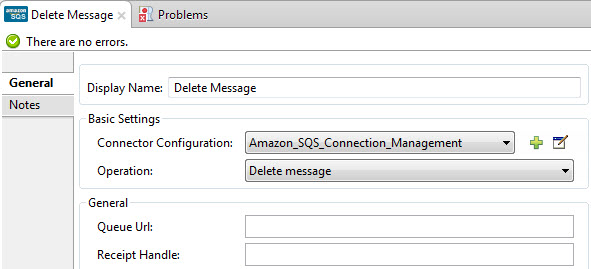 amazon
SQS
Delete Message
Problems
There are no errors.
General
Notes
Display Name: Delete Message
Basic Settings
Connector Configuration: Amazon_SQS_Connection_Management
Operation: Delete message
General
Queue Url:
Receipt Handle: